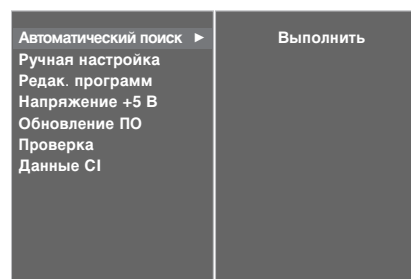 Автоматический поиск ► Выполнить
Ручная настройка
Редак. программ
Напряжение +5 В
Обновление ПО
Проверка
Данные CI